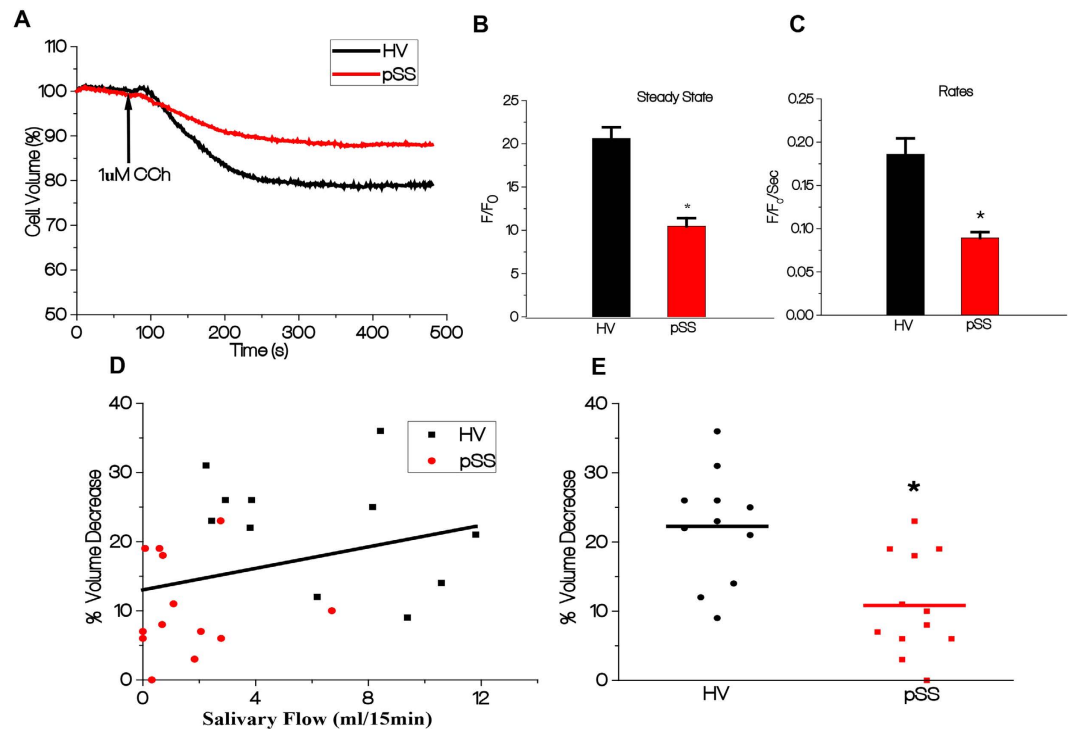 A
HV
pSS
110
100
90
80
70
60
50
1uM CCh
Cell Volume (%)
0
100
200
300
400
500
600
Time (s)
B
Steady State
25
20
15
10
5
0
F/F0
*
HV
pSS
C
Rates
0.25
0.20
0.15
0.10
0.05
0.00
F/F0/Sec
*
HV
pSS
D
HV
pSS
40
30
20
10
0
% Volume Decrease
0
4
8
12
Salivary Flow (ml/15min)
E
40
30
20
10
0
% Volume Decrease
*
HV
pSS